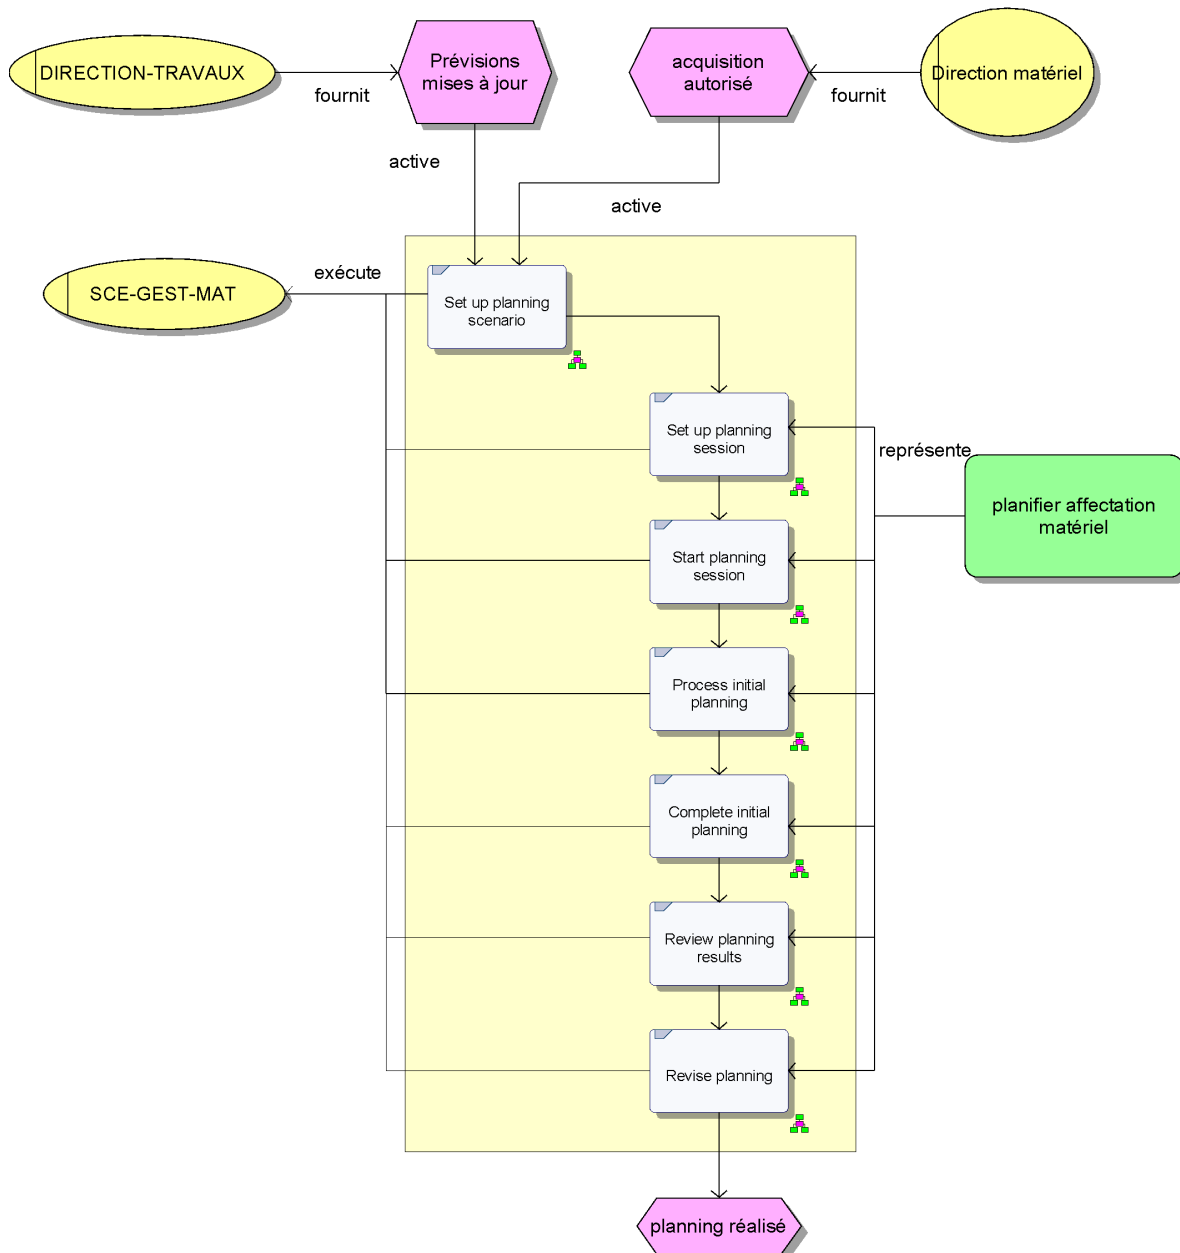 DIRECTION-TRAVAUX
fournit
Prévisions
mises à jour
acquisition
autorisé
fournit
Direction matériel
active
active
SCE-GEST-MAT
exécute
Set up planning
scenario
Set up planning
session
représente
planifier affectation
matériel
Start planning
session
Process initial
planning
Complete initial
planning
Review planning
results
Revise planning
planning réalisé